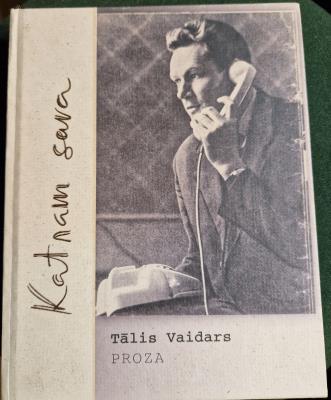 Katram sava
Tālis Vaidars
PROZA